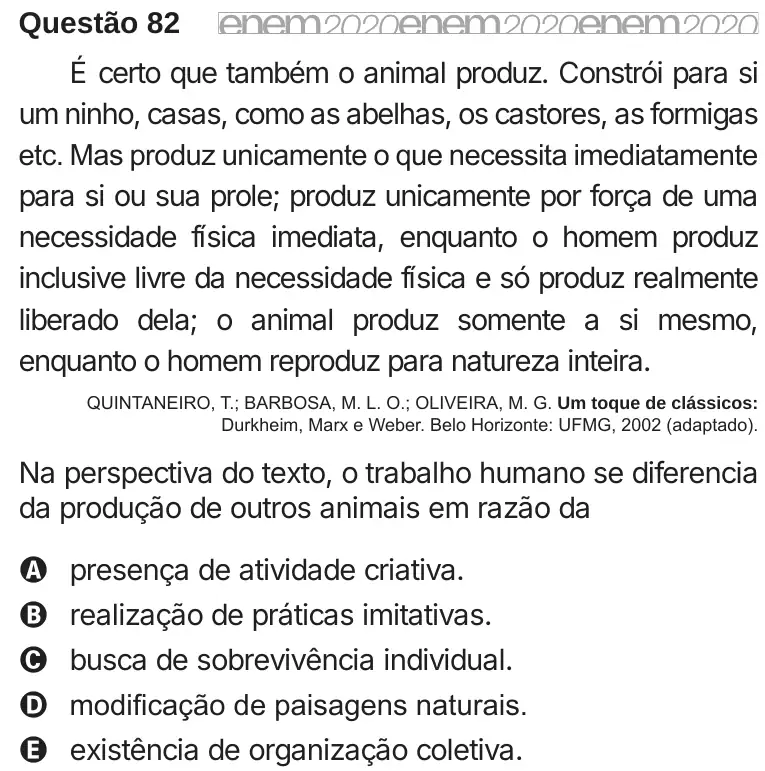 Questão 82 enem2020enem2020enem2020
É certo que também o animal produz. Constrói para si
um ninho, casas, como as abelhas, os castores, as formigas
etc. Mas produz unicamente o que necessita imediatamente
para si ou sua prole; produz unicamente por força de uma
necessidade física imediata, enquanto o homem produz
inclusive livre da necessidade física e só produz realmente
liberado dela; o animal produz somente a si mesmo,
enquanto o homem reproduz para natureza inteira.
QUINTANEIRO, T.; BARBOSA, M. L. O.; OLIVEIRA, M. G. Um toque de clássicos:
Durkheim, Marx e Weber. Belo Horizonte: UFMG, 2002 (adaptado).
Na perspectiva do texto, o trabalho humano se diferencia
da produção de outros animais em razão da
A presença de atividade criativa.
B realização de práticas imitativas.
C busca de sobrevivência individual.
D modificação de paisagens naturais.
E existência de organização coletiva.